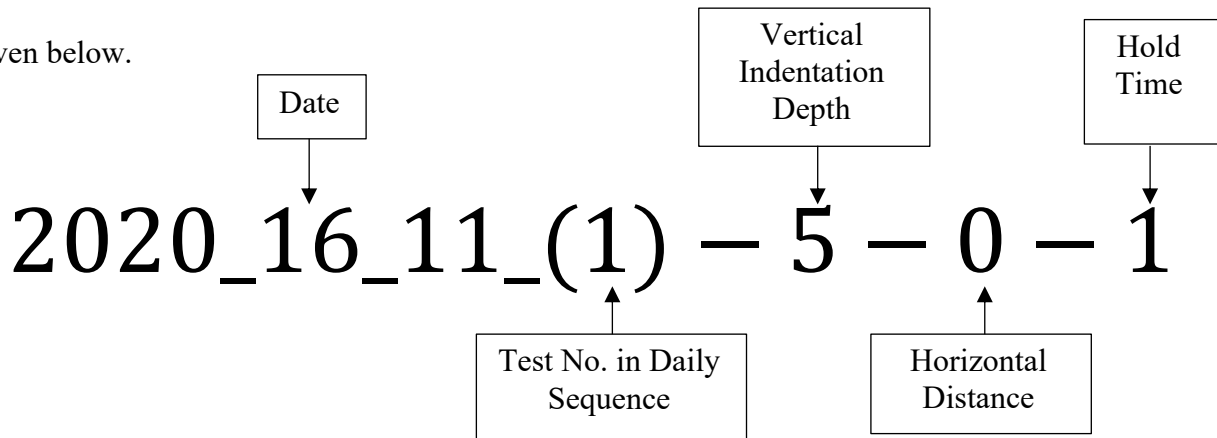 ven below.
Date
Vertical
Indentation
Depth
Hold
Time
2020_16_11_(1) − 5 − 0 − 1
Test No. in Daily
Sequence
Horizontal
Distance